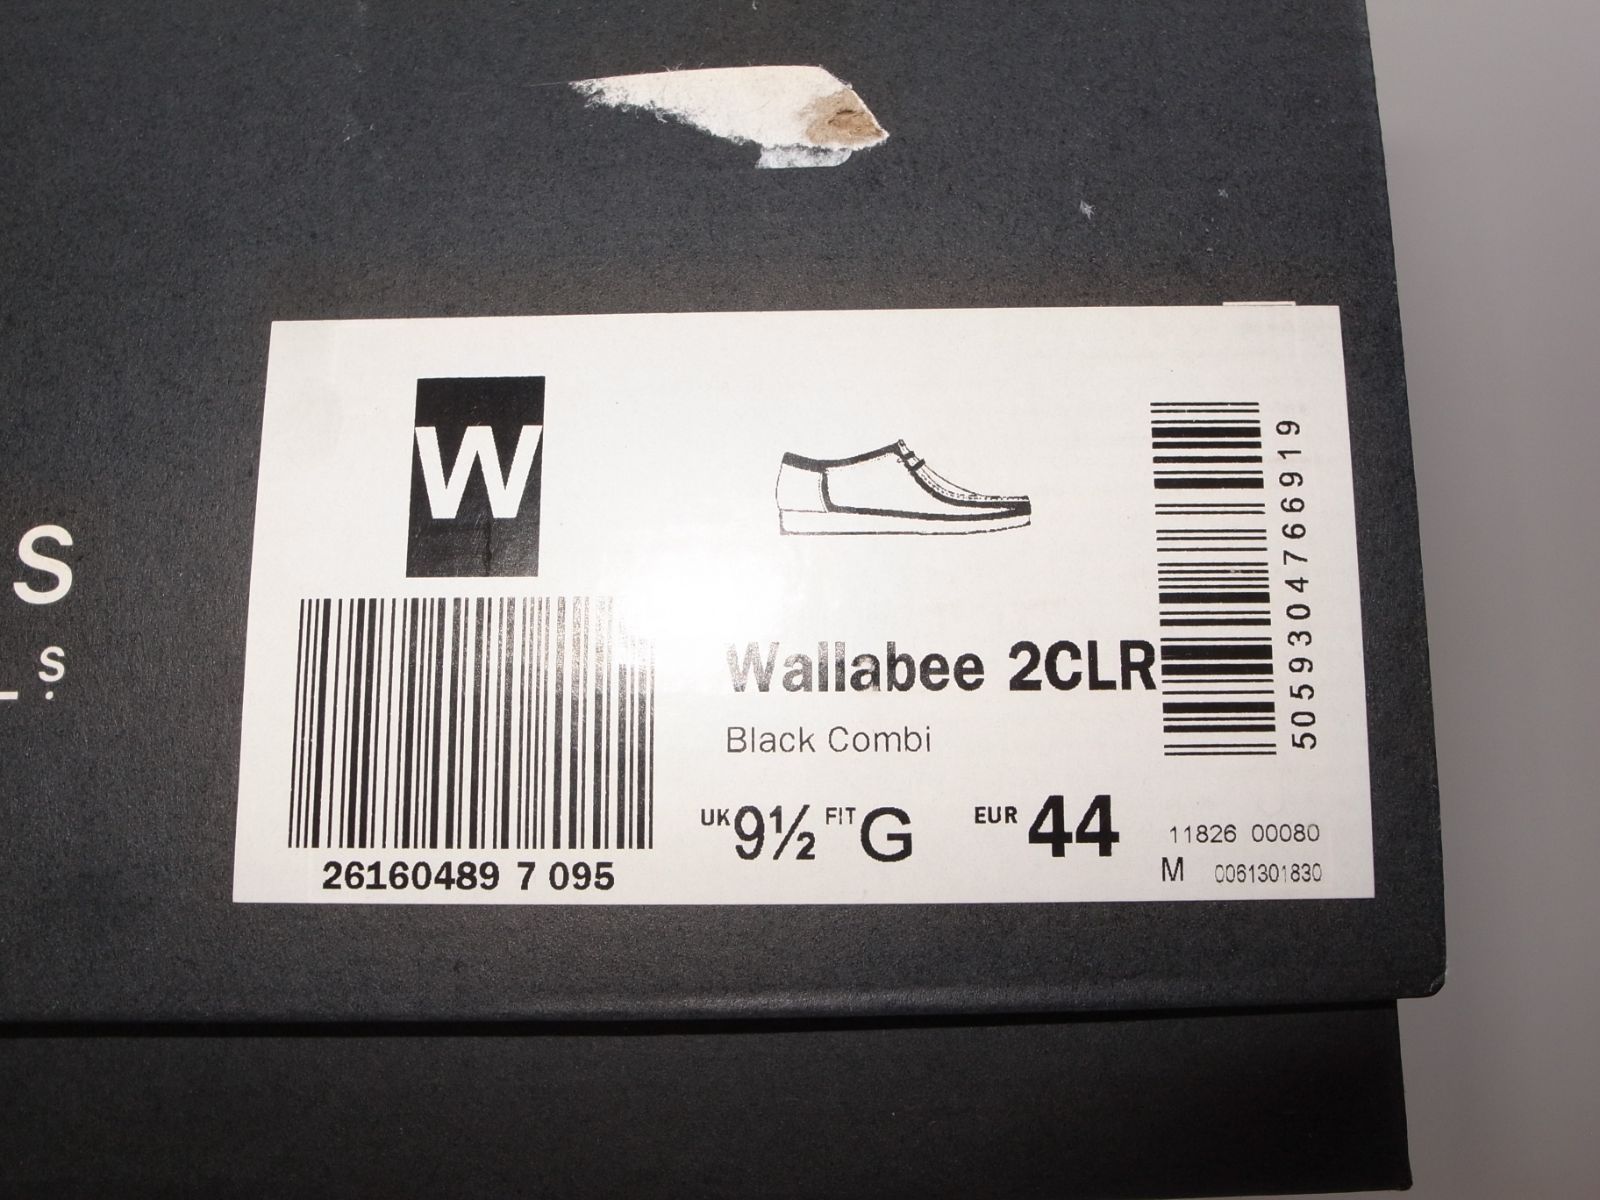 S
L S
W
Wallabee 2CLR
Black Combi
UK 9½ FIT G EUR 44
26160489 7 095
5059304766919
11826 00080
M 0061301830